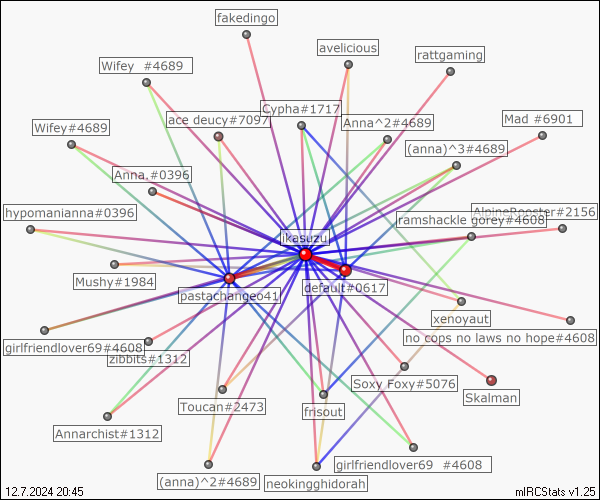 fakedingo
avelicious
rattgaming
Wifey #4689
Cypha#1717
ace deucy#7097
Anna^2#4689
Mad #6901
Wifey#4689
(anna)^3#4689
Anna.#0396
hypomanianna#0396
jramshackle gorey#4608
AlpineRooster#2156
ikasuzu
Mushy#1984
pastachangeo41
default#0617
xenoyaut
no cops no laws no hope#4608
girlfriendlover69#4608
zibbits#1312
Soxy Foxy#5076
Skalman
Toucan#2473
frisout
Annarchist#1312
girlfriendlover69 #4608
(anna)^2#4689
neokingghidorah
12.7.2024 20:45
mIRCStats v1.25